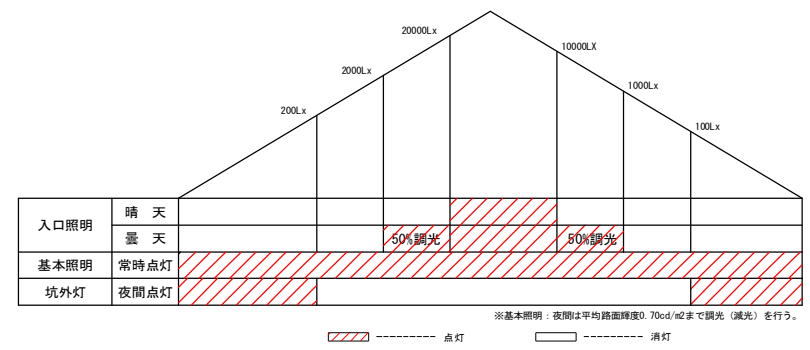 20000Lx
10000LX
2000Lx
1000Lx
200Lx
100Lx
入口照明 晴 天
曇 天 50%調光 50%調光
基本照明 常時点灯
坑外灯 夜間点灯
※基本照明：夜間は平均路面輝度0.70cd/m2まで調光（減光）を行う。
点灯 消灯